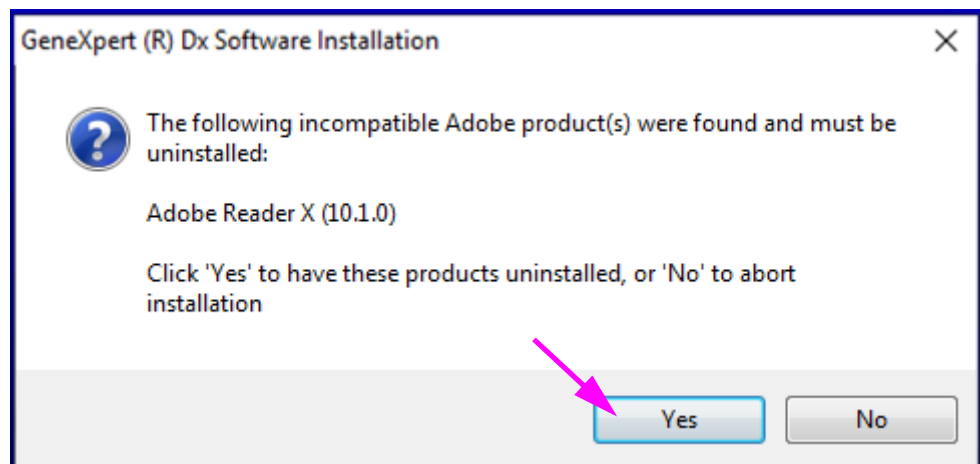 GeneXpert (R) Dx Software Installation
The following incompatible Adobe product(s) were found and must be
uninstalled:
Adobe Reader X (10.1.0)
Click 'Yes' to have these products uninstalled, or 'No' to abort
installation
Yes No